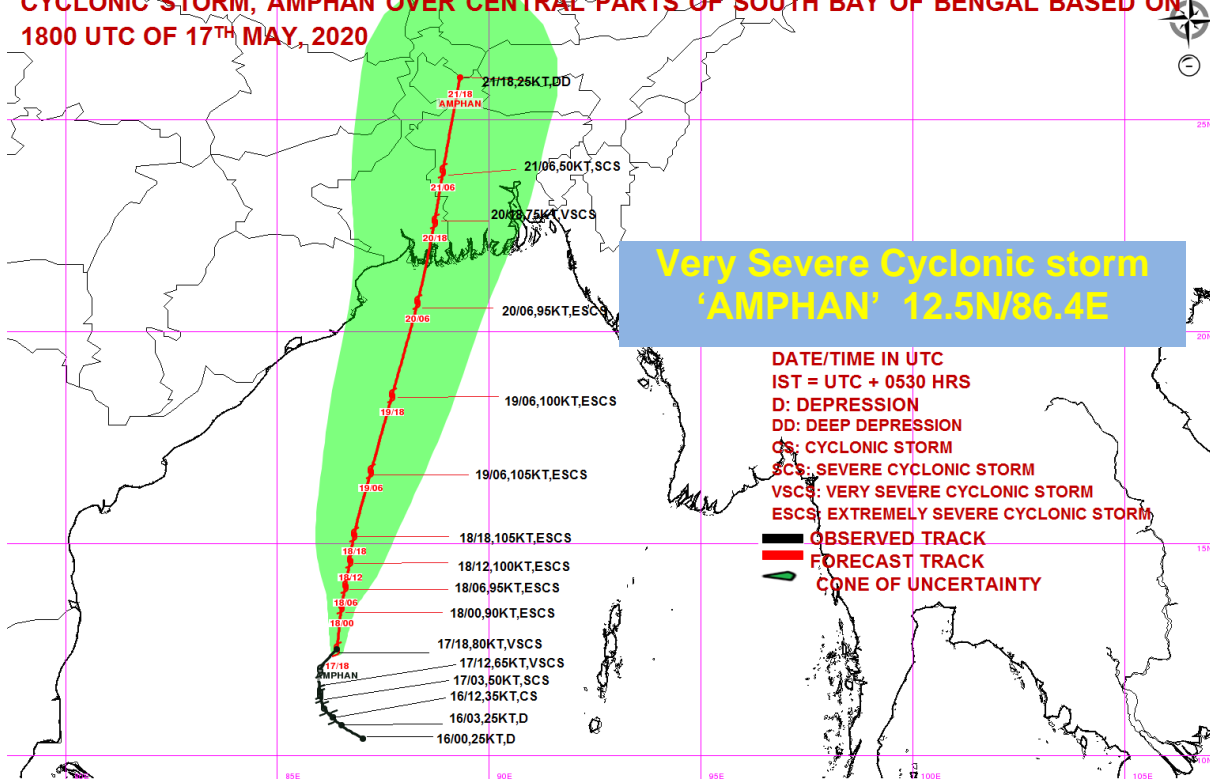 CYCLONIC STORM, AMPHAN OVER CENTRAL PARTS OF SOUTH BAY OF BENGAL BASED ON
1800 UTC OF 17TH MAY, 2020
21/18,25KT,DD
21/18
AMPHAN
25N
21/06,50KT,SCS
21/06
20/18,75KT,VSCS
20/18
Very Severe Cyclonic storm
‘AMPHAN’ 12.5N/86.4E
20/06,95KT,ESCS
20/06
20N
DATE/TIME IN UTC
IST = UTC + 0530 HRS
D: DEPRESSION
DD: DEEP DEPRESSION
CS: CYCLONIC STORM
SCS: SEVERE CYCLONIC STORM
VSCS: VERY SEVERE CYCLONIC STORM
ESCS: EXTREMELY SEVERE CYCLONIC STORM
OBSERVED TRACK
FORECAST TRACK
CONE OF UNCERTAINTY
19/06,100KT,ESCS
19/18
19/06,105KT,ESCS
19/06
18/18,105KT,ESCS
15N
18/18
18/12,100KT,ESCS
18/12
18/06,95KT,ESCS
18/06
18/00,90KT,ESCS
18/00
17/18,80KT,VSCS
17/18
AMPHAN
17/12,65KT,VSCS
17/03,50KT,SCS
16/12,35KT,CS
16/03,25KT,D
16/00,25KT,D
10N
85E
90E
95E
100E
105E